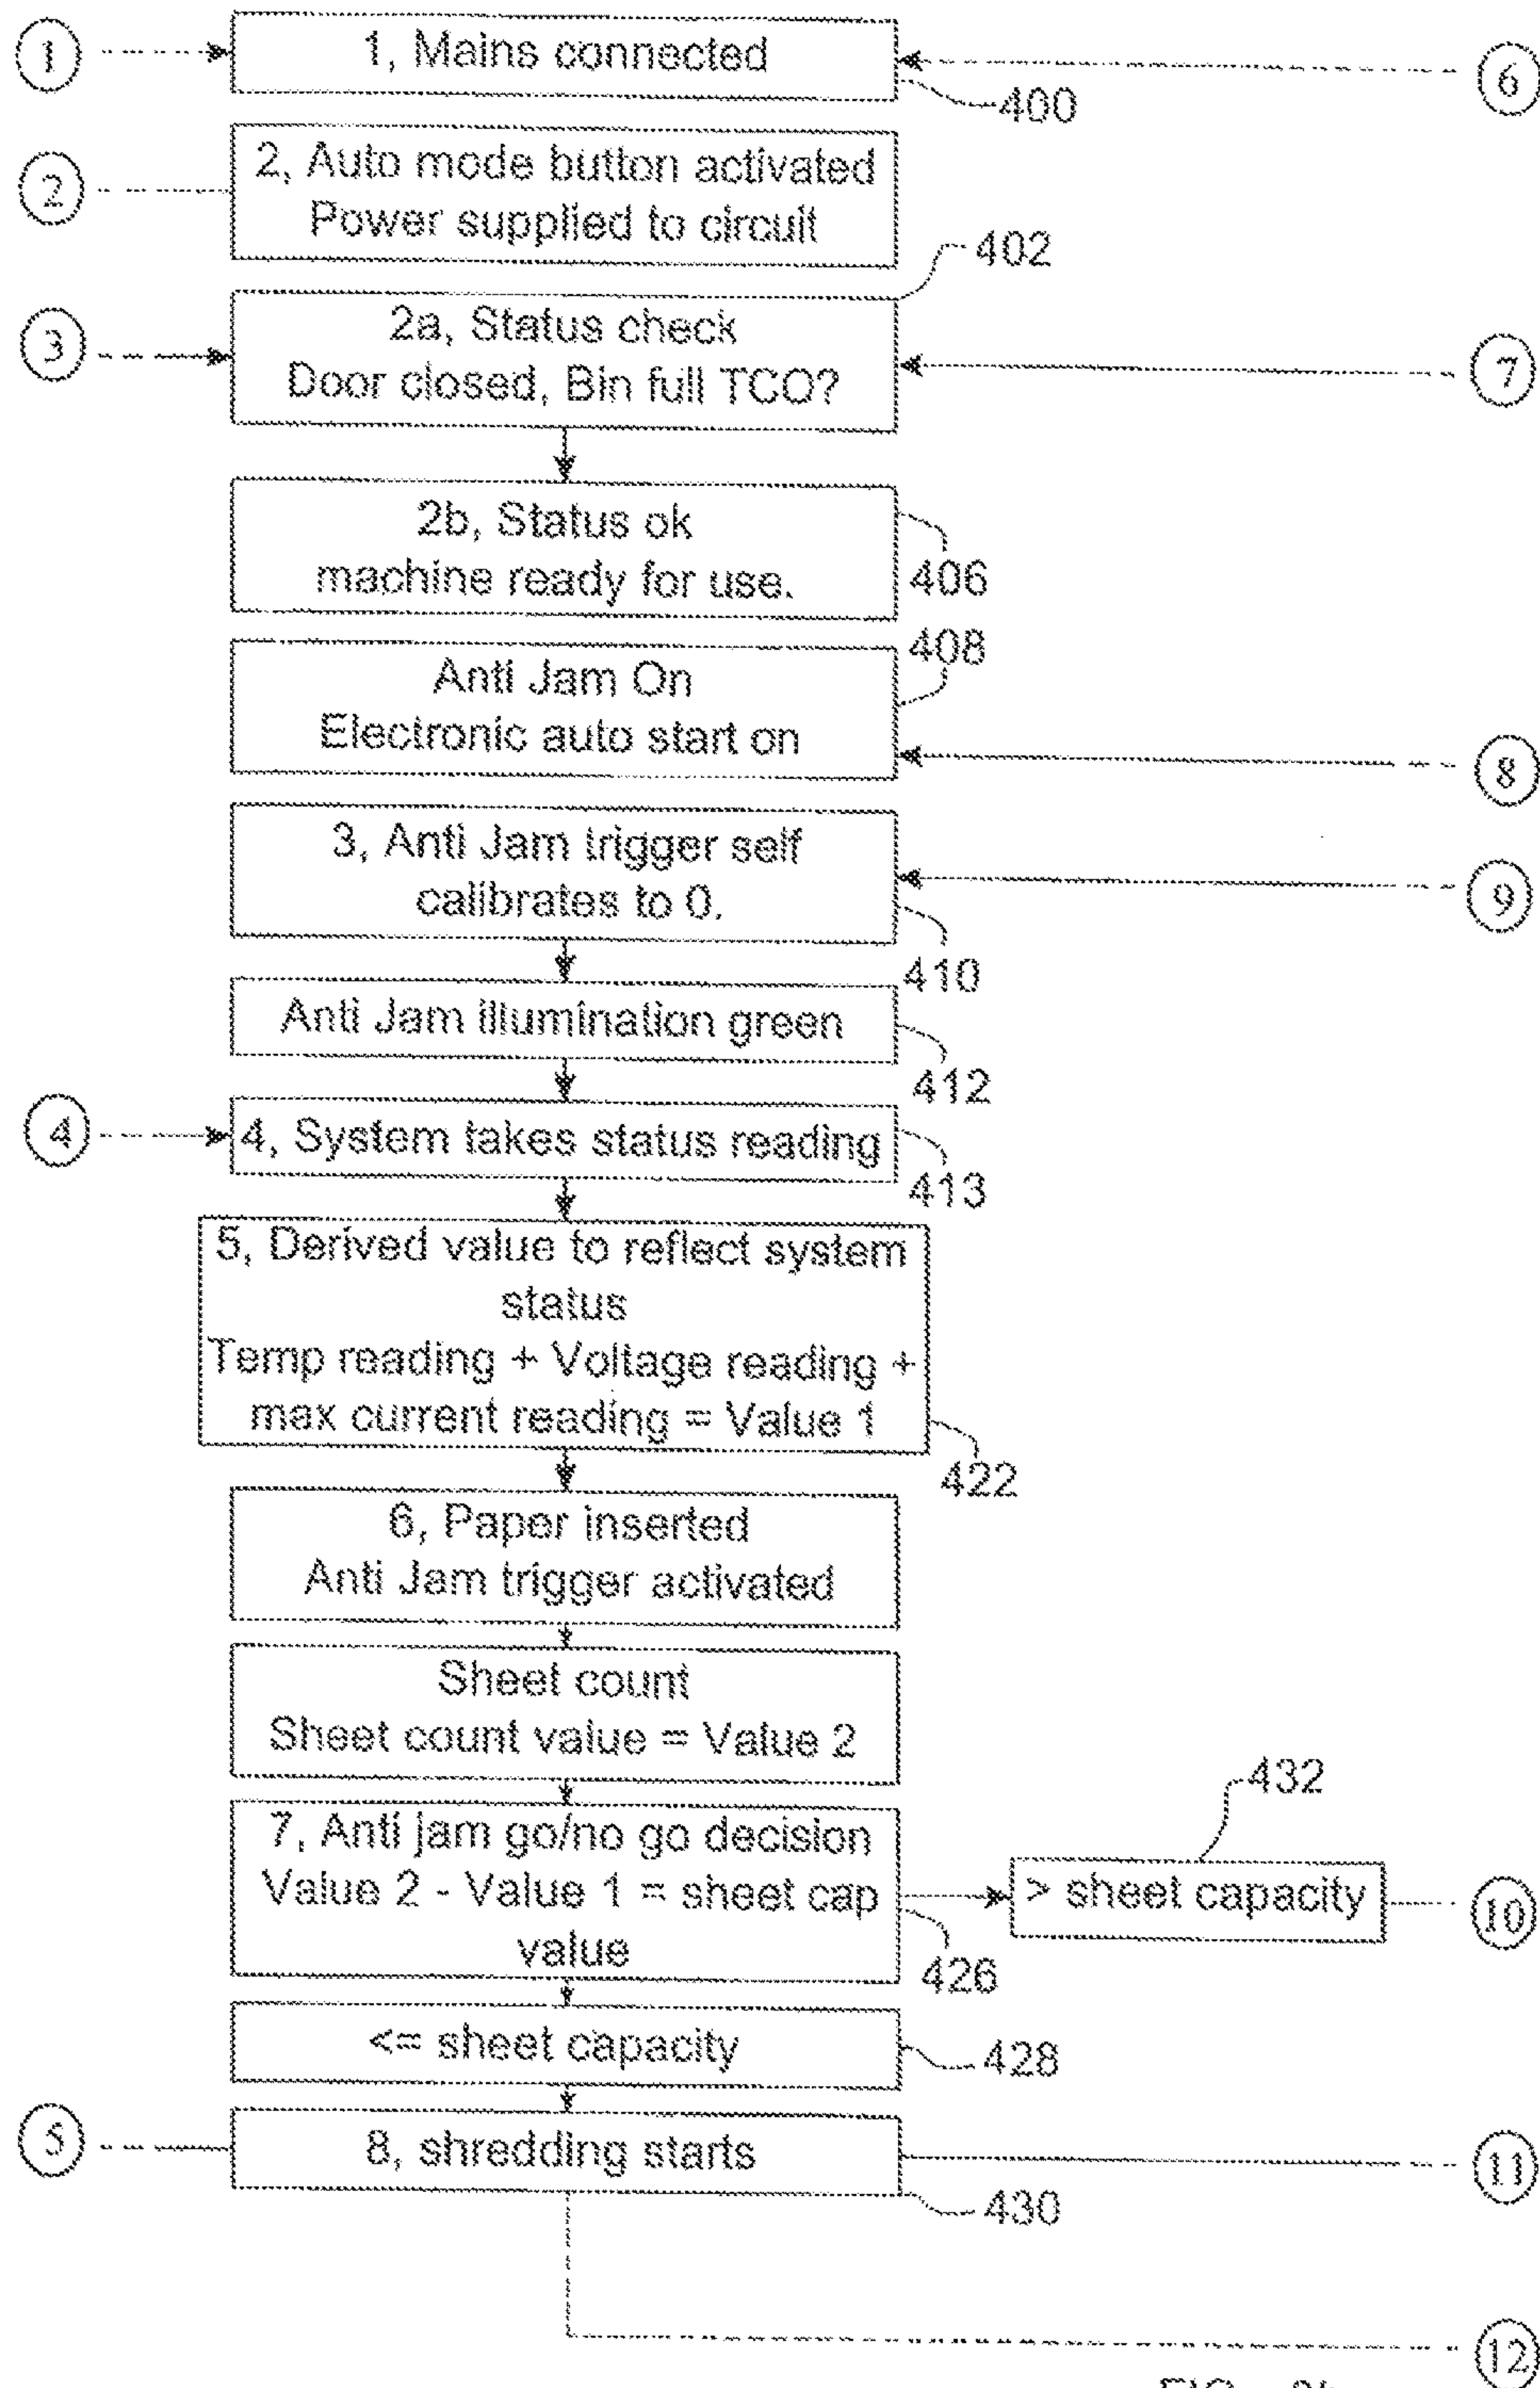 1
1, Mains connected
6
400
2
2, Auto mode button activated
Power supplied to circuit
402
3
2a, Status check
Door closed, Bin full TCO?
7
2b, Status ok
machine ready for use.
406
408
Anti Jam On
Electronic auto start on
8
3, Anti Jam trigger self
calibrates to 0.
9
410
Anti Jam illumination green
412
4
4, System takes status reading
413
5, Derived value to reflect system
status
Temp reading + Voltage reading +
max current reading = Value 1
422
6, Paper inserted
Anti Jam trigger activated
Sheet count
Sheet count value = Value 2
432
7, Anti jam go/no go decision
Value 2 - Value 1 = sheet cap
value
> sheet capacity
10
426
<= sheet capacity
428
5
8, shredding starts
11
430
12